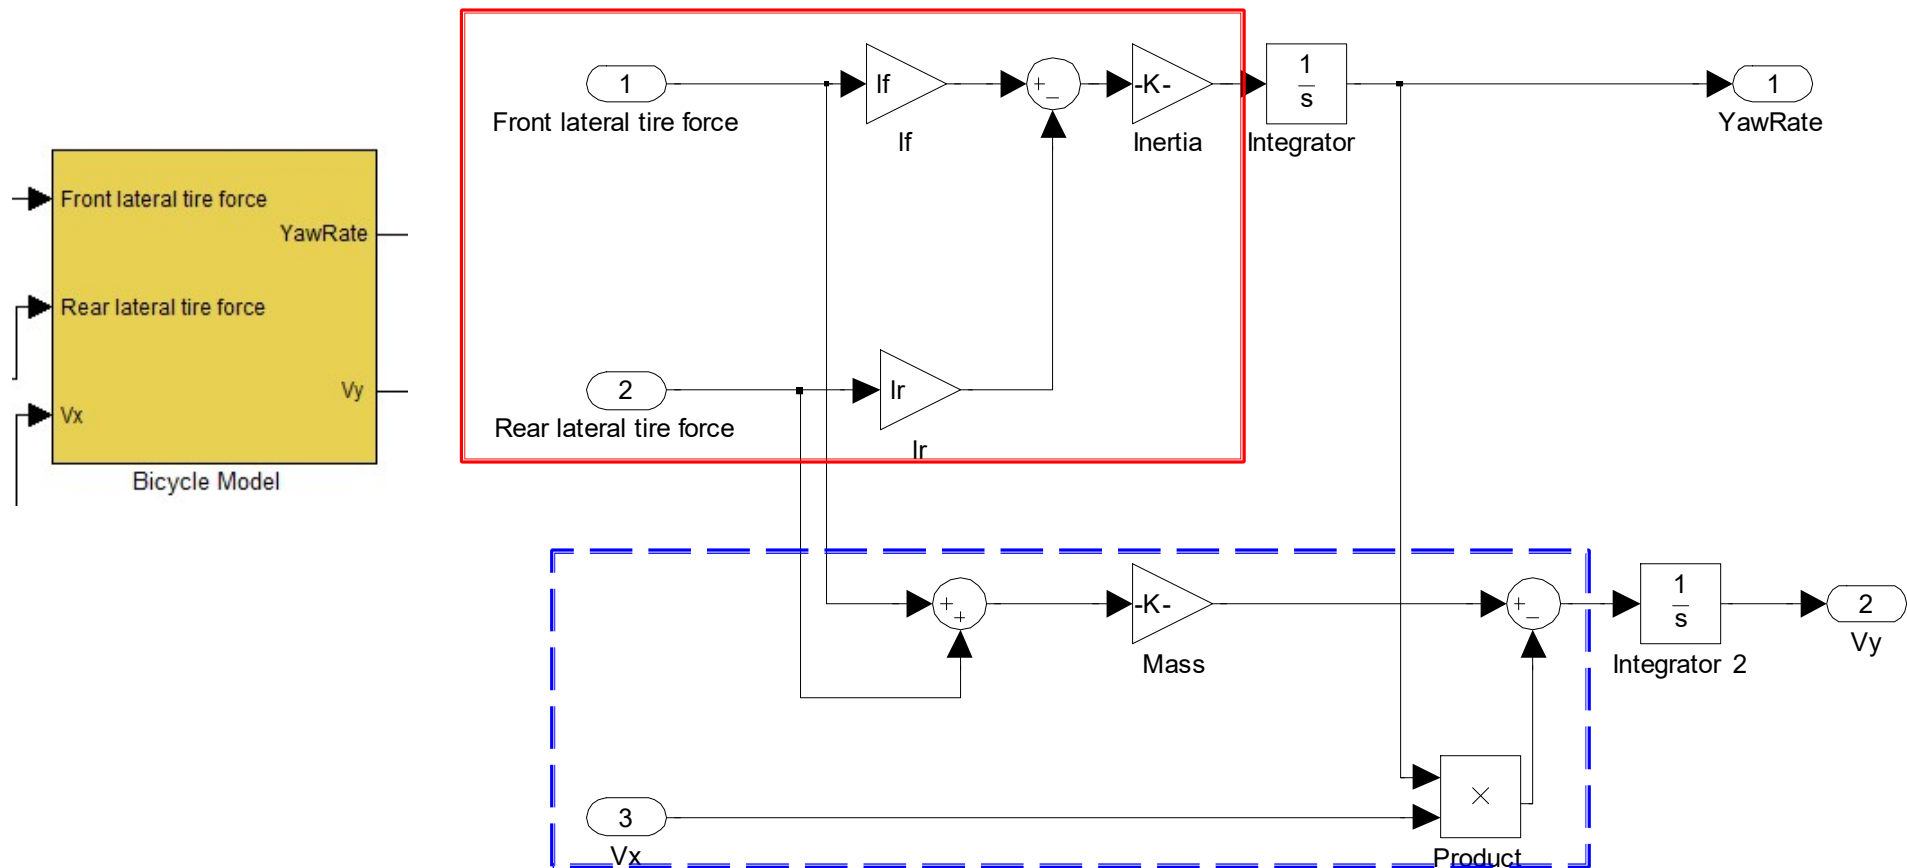 Front lateral tire force
YawRate
Rear lateral tire force
Vy
Vx
Bicycle Model
1
Front lateral tire force
lf
lf
+
−
-K-
Inertia
1
s
Integrator
1
YawRate
2
Rear lateral tire force
lr
lr
+
+
-K-
Mass
+
−
1
s
Integrator 2
2
Vy
3
Vx
×
Product